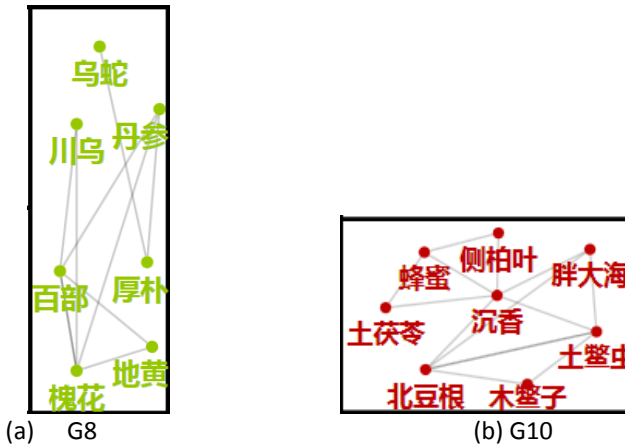 乌蛇
川乌
丹参
百部
厚朴
槐花
地黄
(a) G8
侧柏叶
蜂蜜
胖大海
土茯苓
沉香
土鳖虫
北豆根
木鳖子
(b) G10